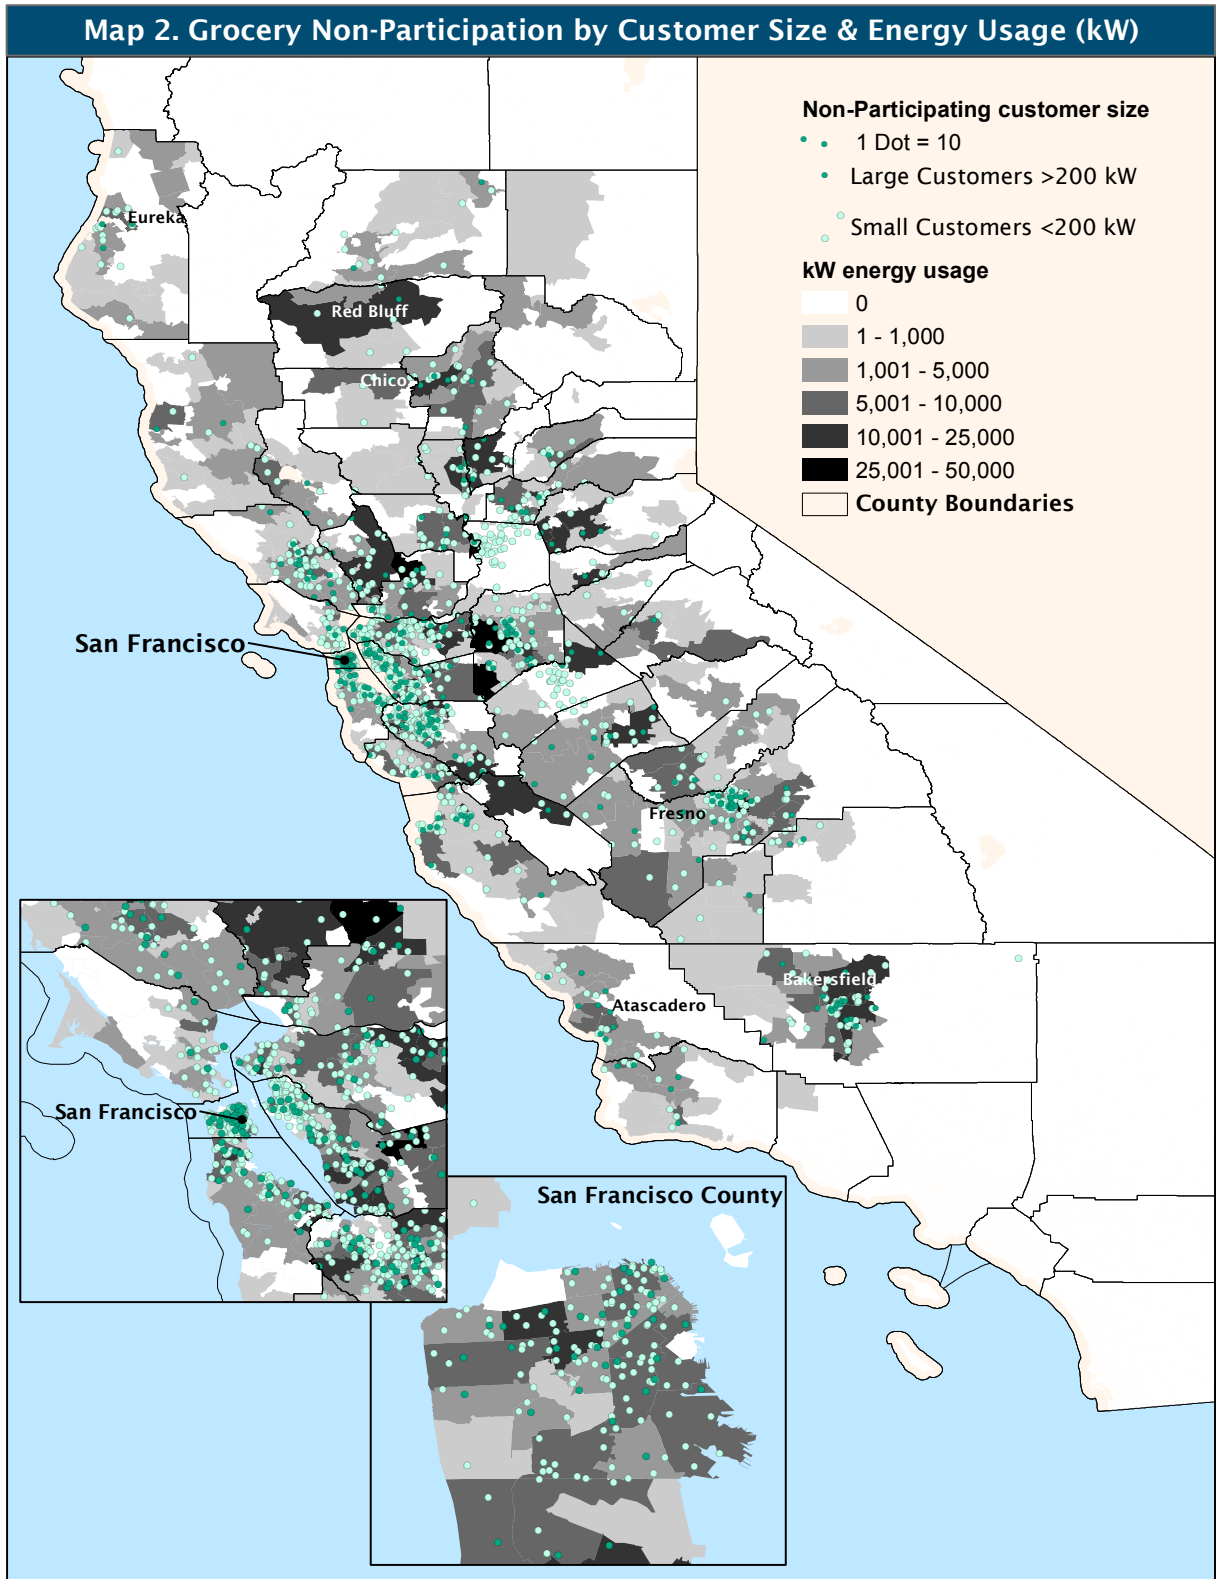 Map 2. Grocery Non-Participation by Customer Size & Energy Usage (kW)
Non-Participating customer size
1 Dot = 10
Large Customers >200 kW
Small Customers <200 kW
kW energy usage
0
1 - 1,000
1,001 - 5,000
5,001 - 10,000
10,001 - 25,000
25,001 - 50,000
County Boundaries
Eureka
Red Bluff
Chico
San Francisco
Fresno
Bakersfield
Atascadero
San Francisco
San Francisco County